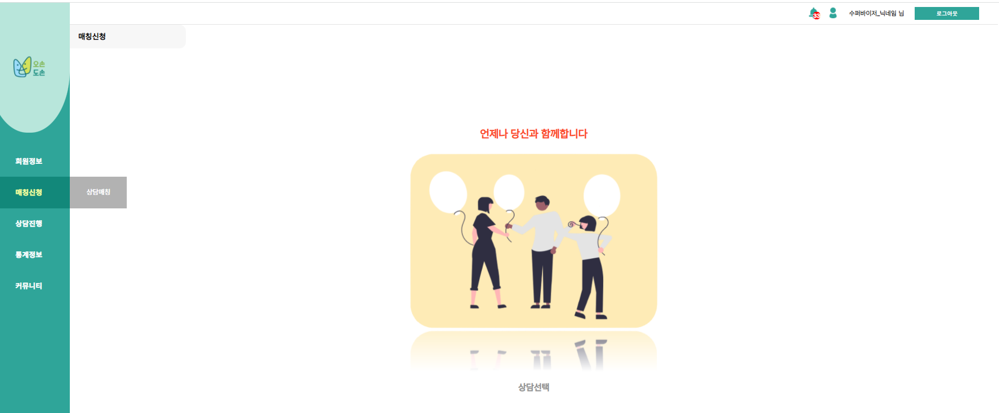 33
수퍼바이저_닉네임 님
로그아웃
매칭신청
오손
도손
언제나 당신과 함께합니다
회원정보
매칭신청
상담매칭
상담진행
통계정보
커뮤니티
상담선택